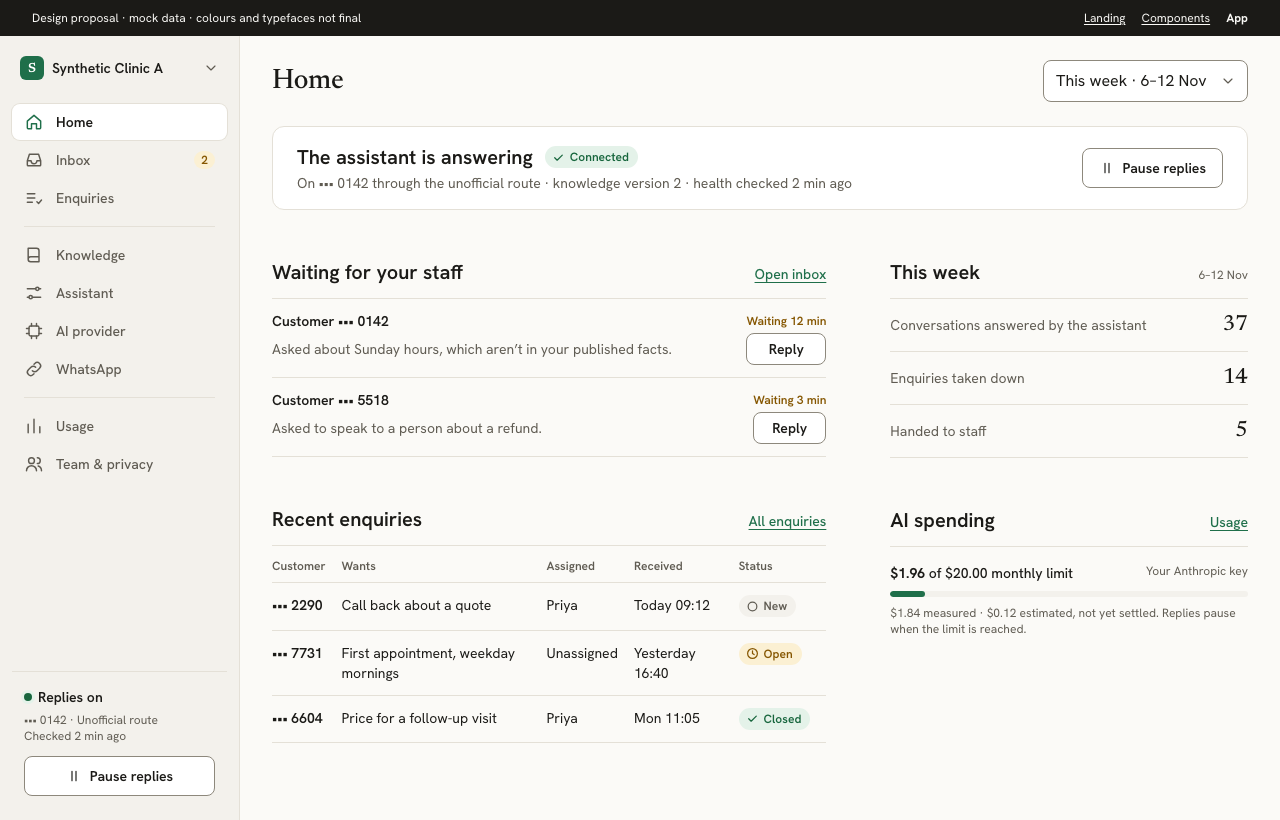 Design proposal · mock data · colours and typefaces not final
Landing Components App
S Synthetic Clinic A
Home
Inbox 2
Enquiries
Knowledge
Assistant
AI provider
WhatsApp
Usage
Team & privacy
Replies on
••• 0142 · Unofficial route
Checked 2 min ago
Pause replies
Home
This week · 6–12 Nov
The assistant is answering Connected
On ••• 0142 through the unofficial route · knowledge version 2 · health checked 2 min ago
Pause replies
Waiting for your staff Open inbox
Customer ••• 0142 Waiting 12 min
Asked about Sunday hours, which aren’t in your published facts. Reply
Customer ••• 5518 Waiting 3 min
Asked to speak to a person about a refund. Reply
Recent enquiries All enquiries
Customer Wants Assigned Received Status
••• 2290 Call back about a quote Priya Today 09:12 New
••• 7731 First appointment, weekday Unassigned Yesterday Open
mornings 16:40
••• 6604 Price for a follow-up visit Priya Mon 11:05 Closed
This week 6–12 Nov
Conversations answered by the assistant 37
Enquiries taken down 14
Handed to staff 5
AI spending Usage
$1.96 of $20.00 monthly limit Your Anthropic key
$1.84 measured · $0.12 estimated, not yet settled. Replies pause
when the limit is reached.